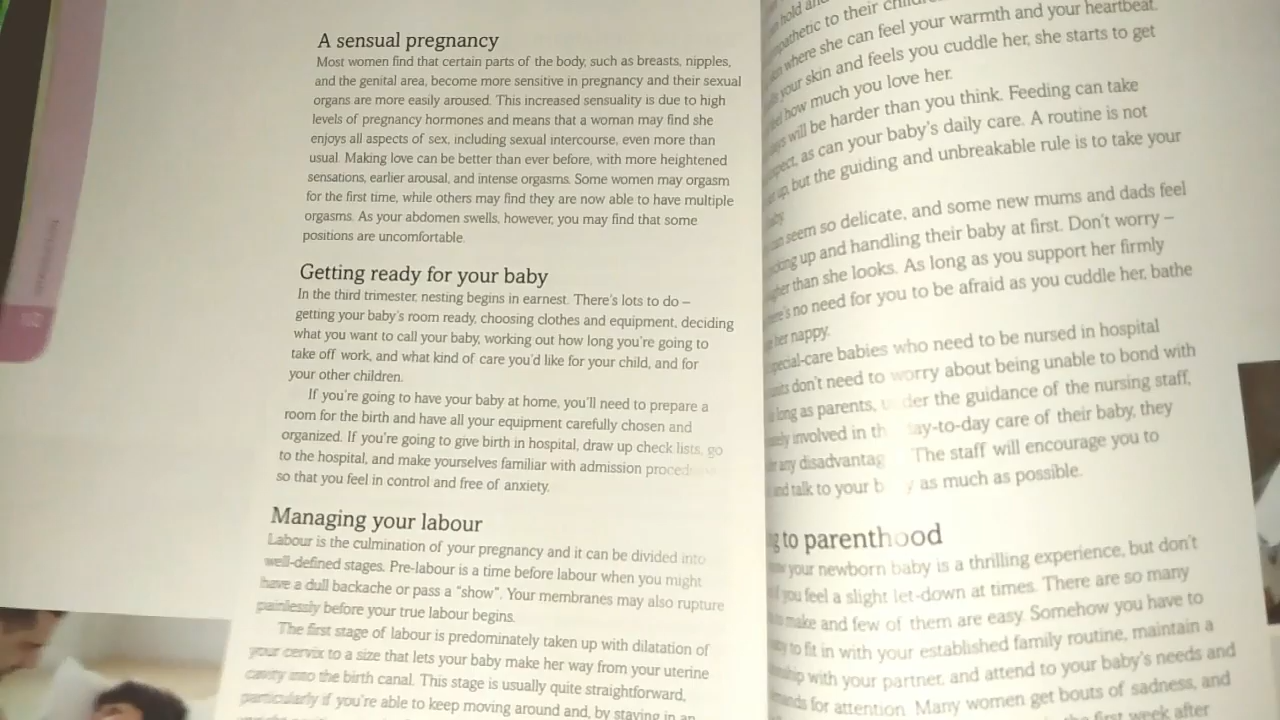 A sensual pregnancy
Most women find that certain parts of the body, such as breasts, nipples,
and the genital area, become more sensitive in pregnancy and their sexual
organs are more easily aroused. This increased sensuality is due to high
levels of pregnancy hormones and means that a woman may find she
enjoys all aspects of sex, including sexual intercourse, even more than
usual. Making love can be better than ever before, with more heightened
sensations, earlier arousal, and intense orgasms. Some women may orgasm
for the first time, while others may find they are now able to have multiple
orgasms. As your abdomen swells, however, you may find that some
positions are uncomfortable.
Getting ready for your baby
In the third trimester, nesting begins in earnest. There's lots to do –
getting your baby's room ready, choosing clothes and equipment, deciding
what you want to call your baby, working out how long you're going to
take off work, and what kind of care you'd like for your child, and for
your other children.
If you're going to have your baby at home, you'll need to prepare a
room for the birth and have all your equipment carefully chosen and
organized. If you're going to give birth in hospital, draw up check lists, go
to the hospital, and make yourselves familiar with admission
so that you feel in control and free of anxiety.
Managing your labour
Labour is the culmination of your pregnancy and it can be divided into
well-defined stages. Pre-labour is a time before labour when you might
have a dull backache or pass a "show". Your membranes may also rupture
painlessly before your true labour begins.
The first stage of labour is predominately taken up with dilatation of
your cervix to a size that lets your baby make her way from your uterine
cavity into the birth canal. This stage is usually quite straightforward,
particularly if you're able to keep moving around and, by staying in an
hold and
to their
where she can feel your warmth and your heartbeat.
your skin and feels you cuddle her, she starts to get
how much you love her.
will be harder than you think. Feeding can take
as can your baby's daily care. A routine is not
up, but the guiding and unbreakable rule is to take your
seem so delicate, and some new mums and dads feel
up and handling their baby at first. Don't worry –
than she looks. As long as you support her firmly
no need for you to be afraid as you cuddle her, bathe
her nappy.
babies who need to be nursed in hospital
don't need to worry about being unable to bond with
long as parents, under the guidance of the nursing staff,
involved in the day-to-day care of their baby, they
any The staff will encourage you to
and talk to your as much as possible.
to parenthood
your newborn baby is a thrilling experience, but don't
you feel a slight let-down at times. There are so many
make and few of them are easy. Somehow you have to
to fit in with your established family routine, maintain a
with your partner, and attend to your baby's needs and
for attention. Many women get bouts of sadness, and
the first week after